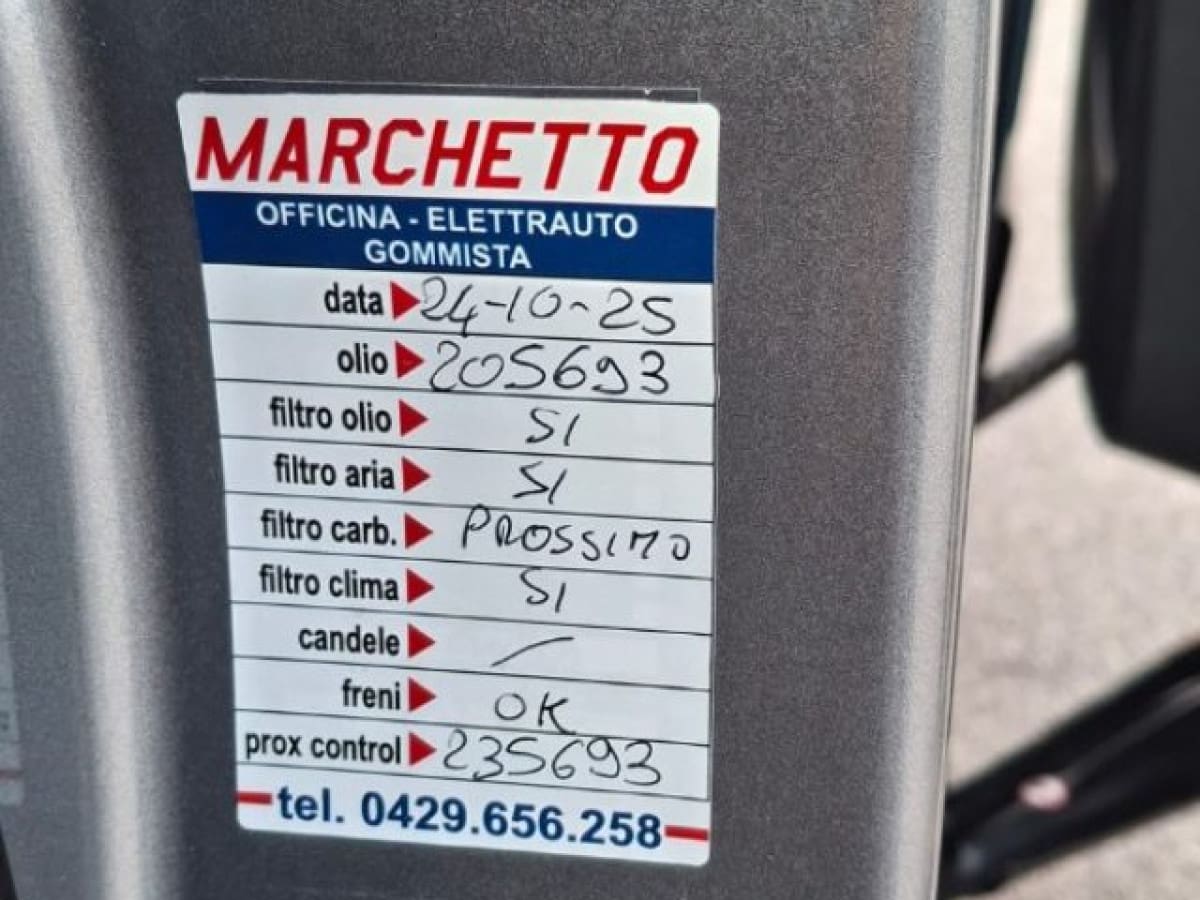 MARCHETTO
OFFICINA - ELETTRAUTO
GOMMISTA
data 24-10-25
olio 205693
filtro olio SI
filtro aria SI
filtro carb. PROSSIMO
filtro clima SI
candele /
freni OK
prox control 235693
tel. 0429.656.258